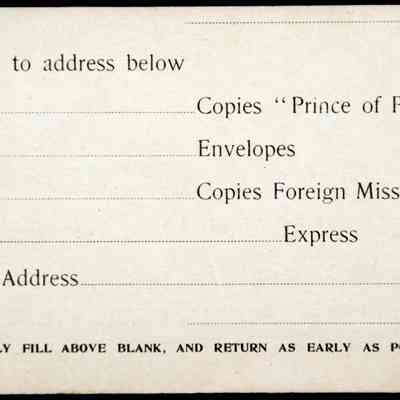 to address below
Copies "Prince of
Envelopes
Copies Foreign Miss
Express
Address
LY FILL ABOVE BLANK, AND RETURN AS EARLY AS